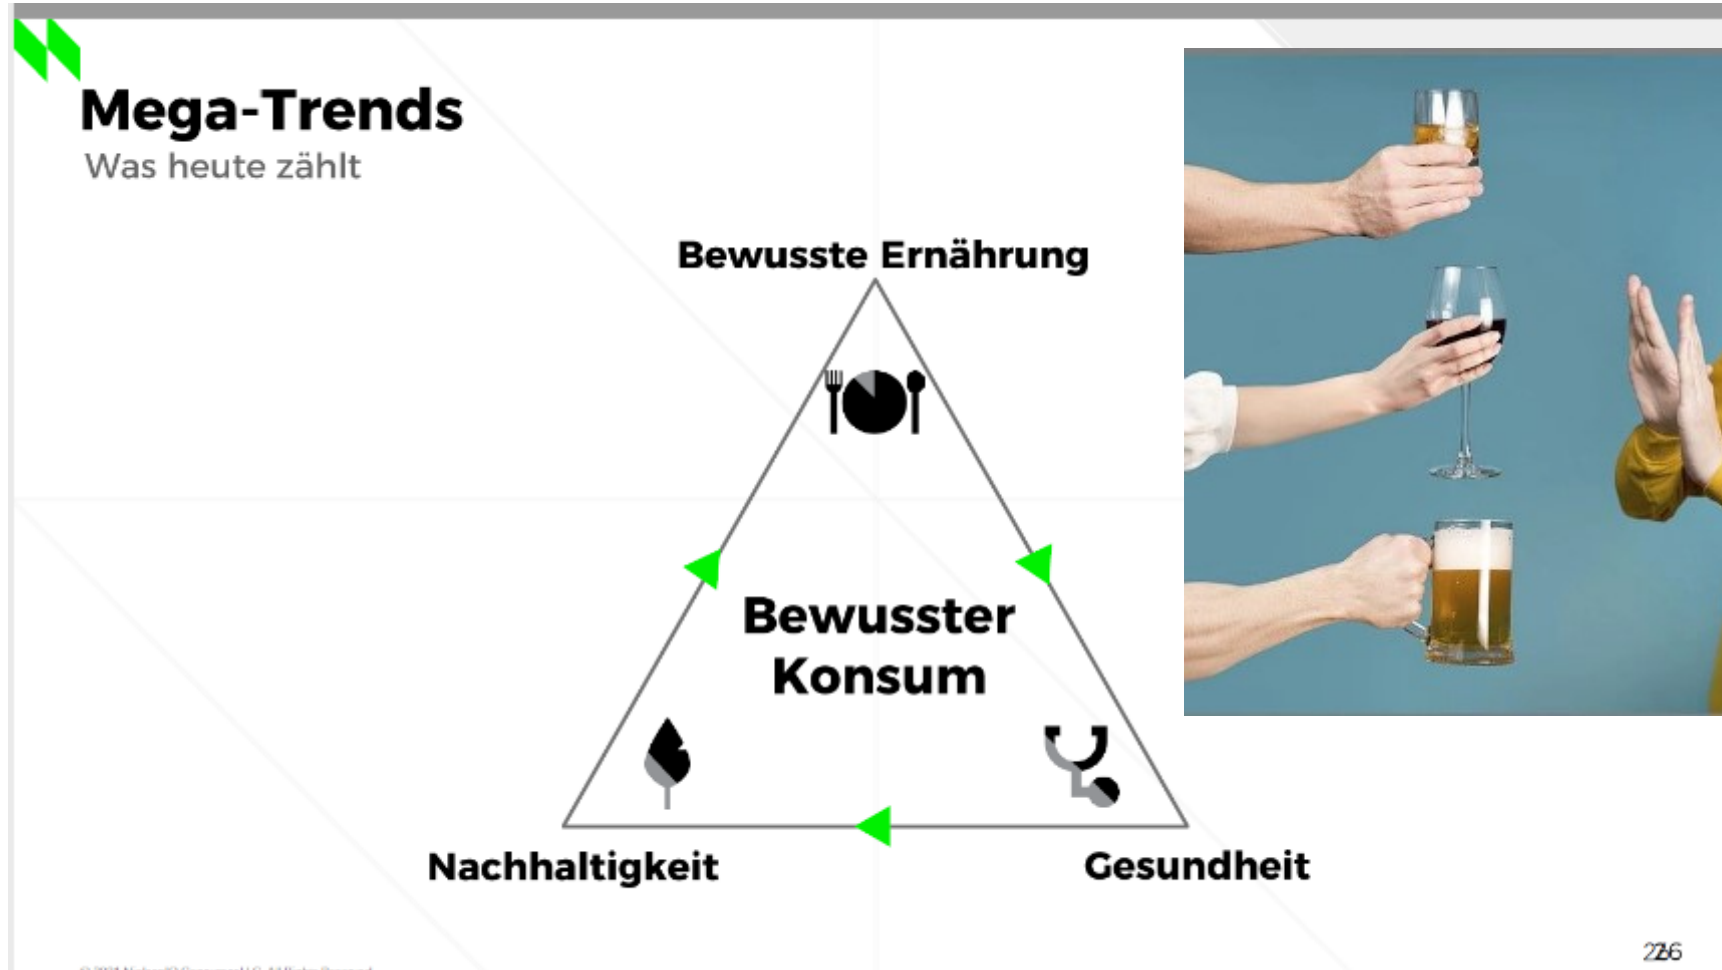 Mega-Trends
Was heute zählt
Bewusste Ernährung
Bewusster
Konsum
Nachhaltigkeit
Gesundheit